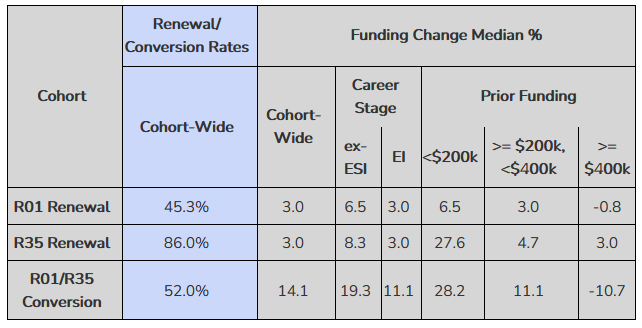 Cohort
Renewal/
Conversion Rates
Funding Change Median %
Cohort-Wide
Cohort-
Wide
Career
Stage
Prior Funding
ex-
ESI
EI
<$200k
>= $200k,
<$400k
>=
$400k
R01 Renewal 45.3% 3.0 6.5 3.0 6.5 3.0 -0.8
R35 Renewal 86.0% 3.0 8.3 3.0 27.6 4.7 3.0
R01/R35
Conversion 52.0% 14.1 19.3 11.1 28.2 11.1 -10.7